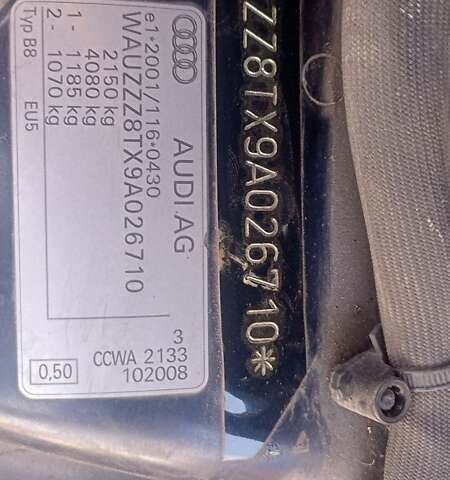 AUDI AG
e1*2001/116*0430
WAUZZZ8TX9A026710
2150 kg
4080 kg
1 - 1185 kg
2 - 1070 kg
Typ B8
EU5
3
CCWA 2133
102008
0,50
ZZ8TX9A026710*